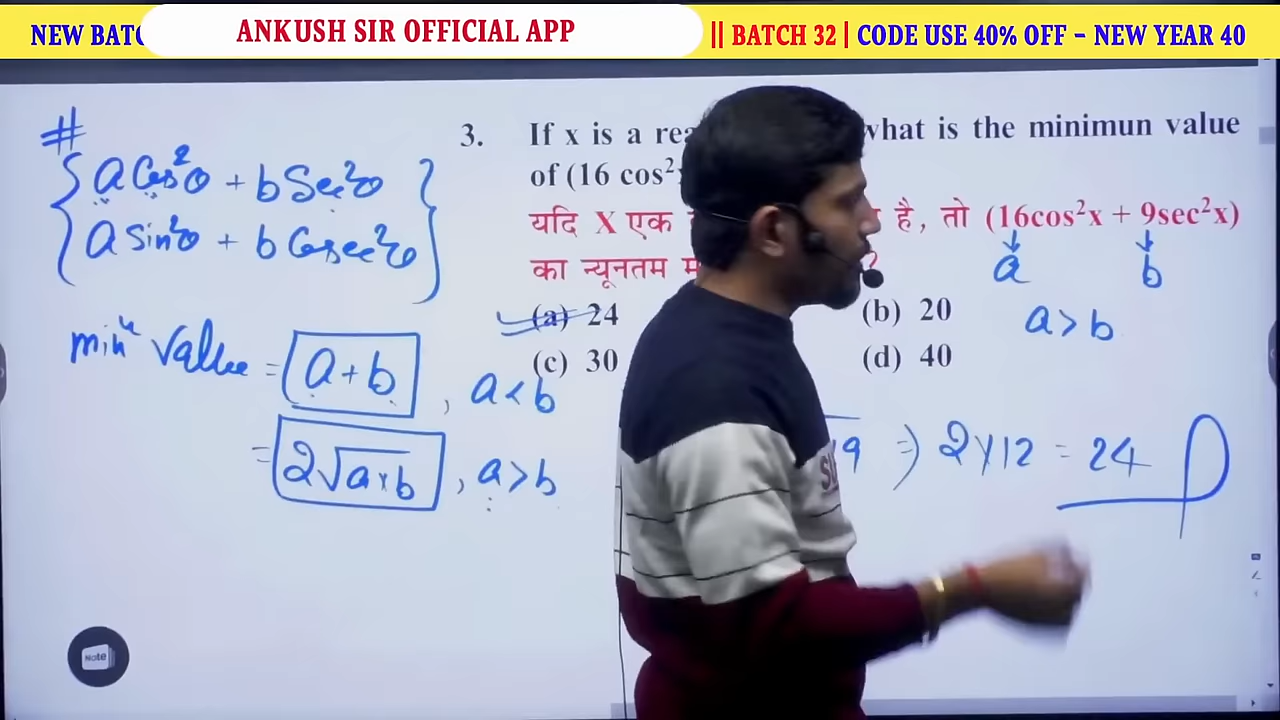 NEW BATC ANKUSH SIR OFFICIAL APP || BATCH 32 | CODE USE 40% OFF - NEW YEAR 40
#
a Cos²θ + b Sec²θ
a Sin²θ + b Cosec²θ
min^m Value = a + b , a < b
= 2√a×b , a > b
3. If x is a rea what is the minimun value
of (16 cos²
यदि X एक है, तो (16cos²x + 9sec²x)
का न्यूनतम म ?
a b
a > b
(a) 24 (b) 20
(c) 30 (d) 40
9 ⇒ 2×12 = 24
Note